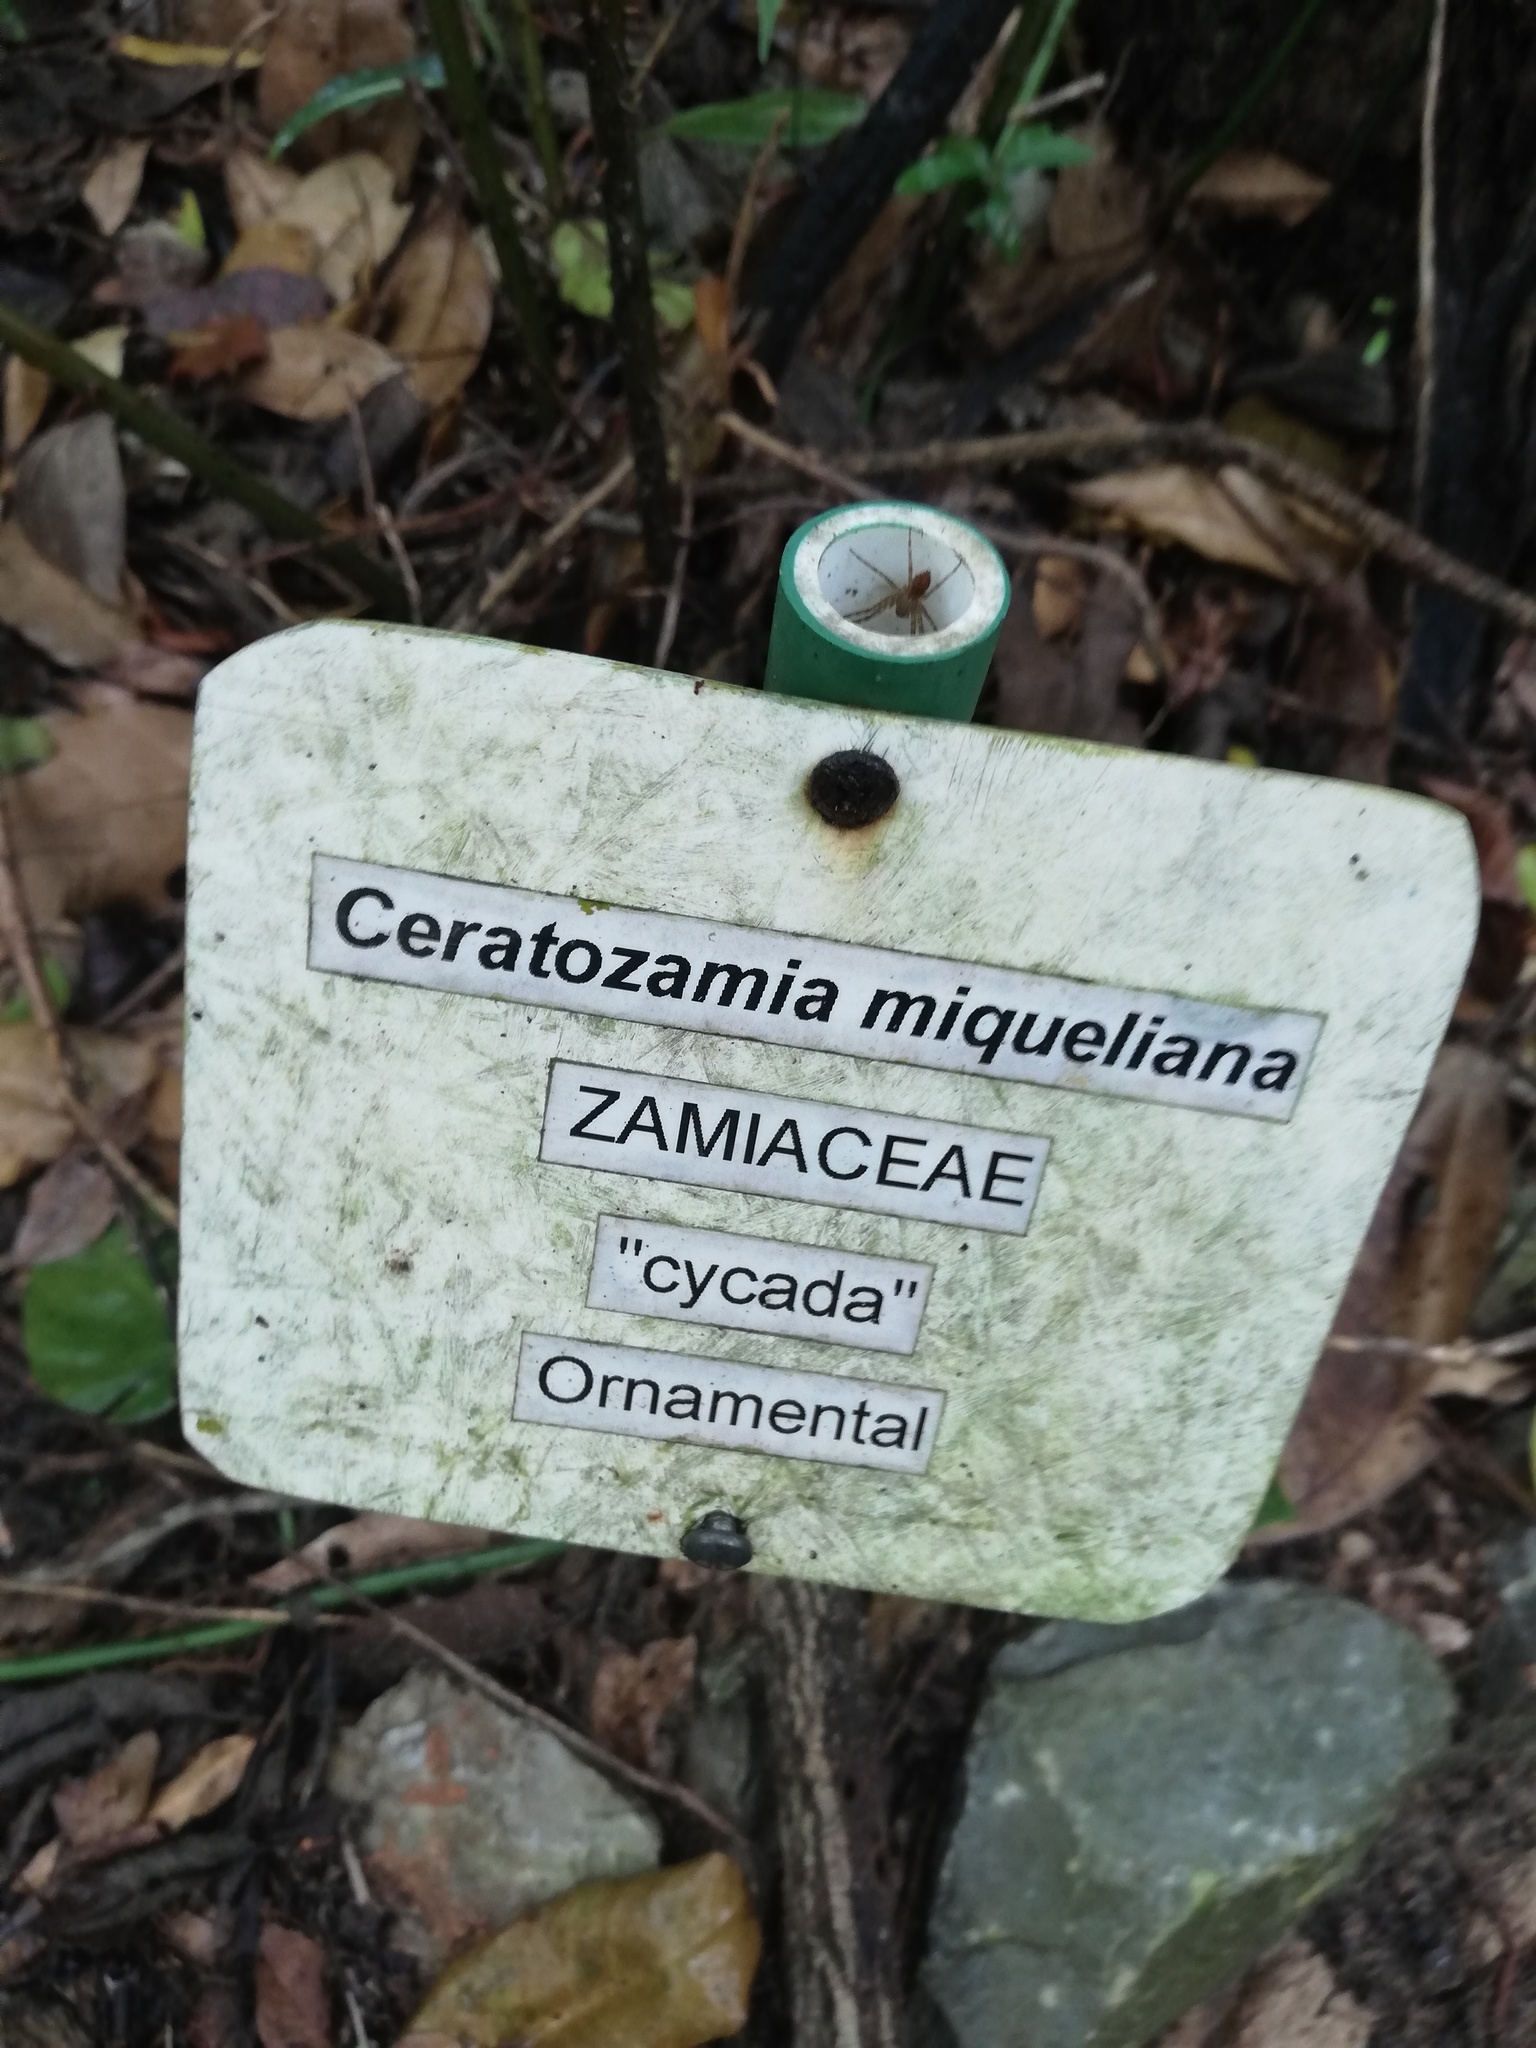 Ceratozamia miqueliana
ZAMIACEAE
"cycada"
Ornamental